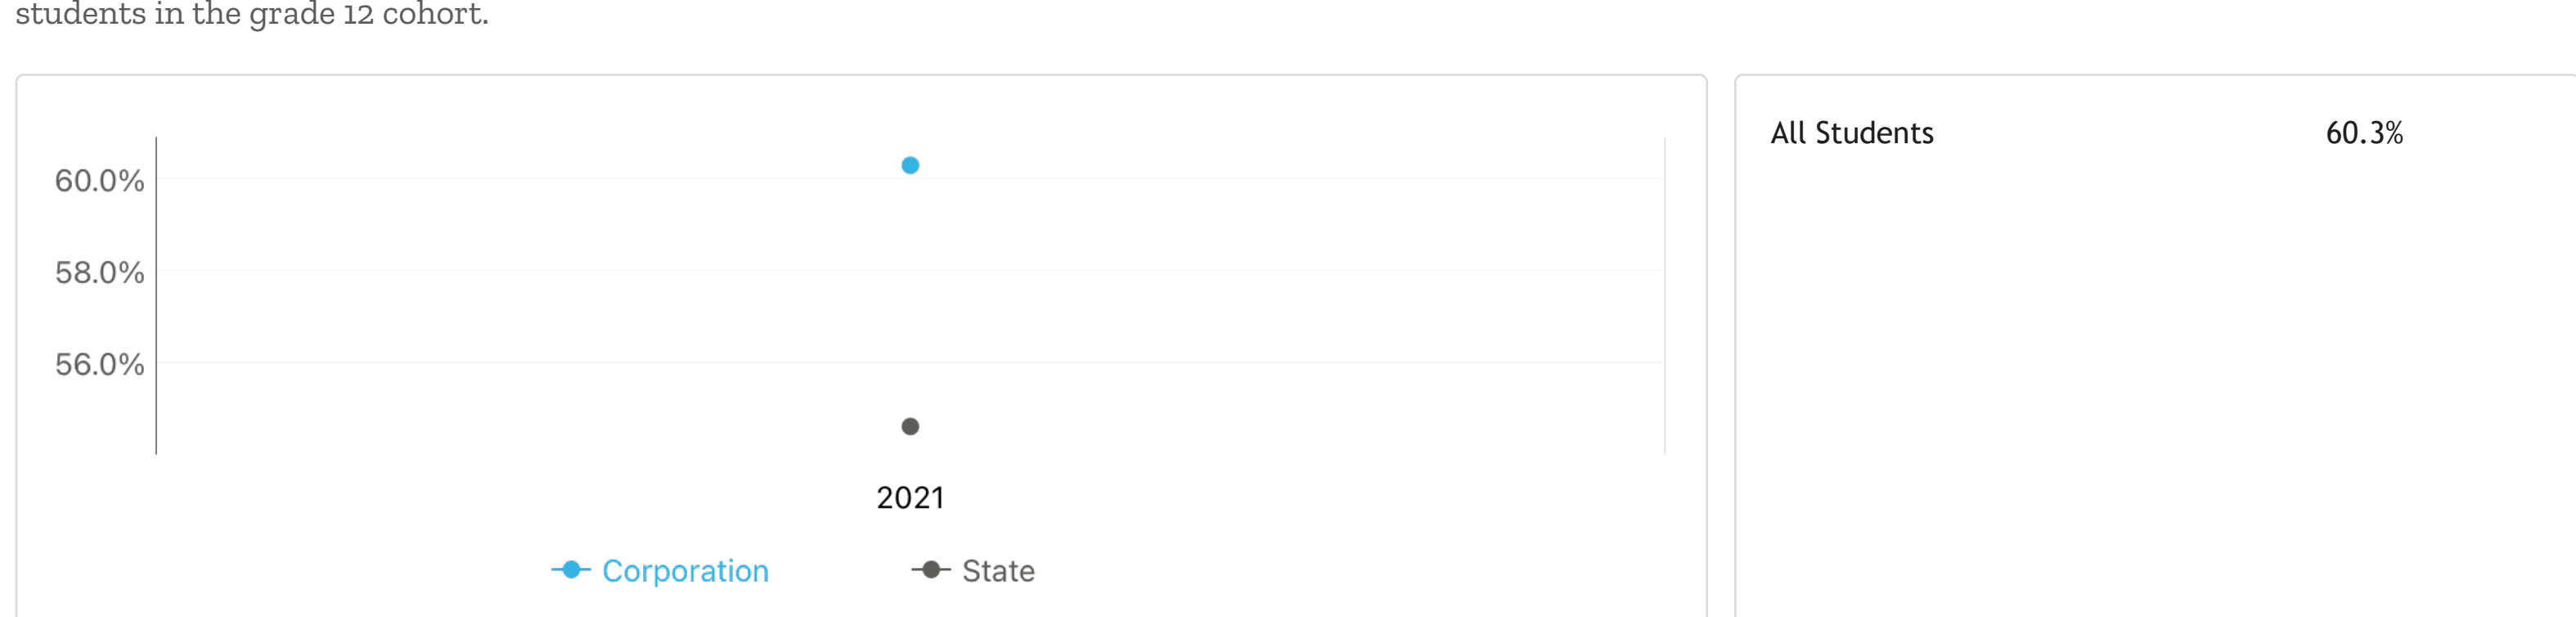 students in the grade 12 cohort.
60.0%
58.0%
56.0%
2021
Corporation State
All Students 60.3%